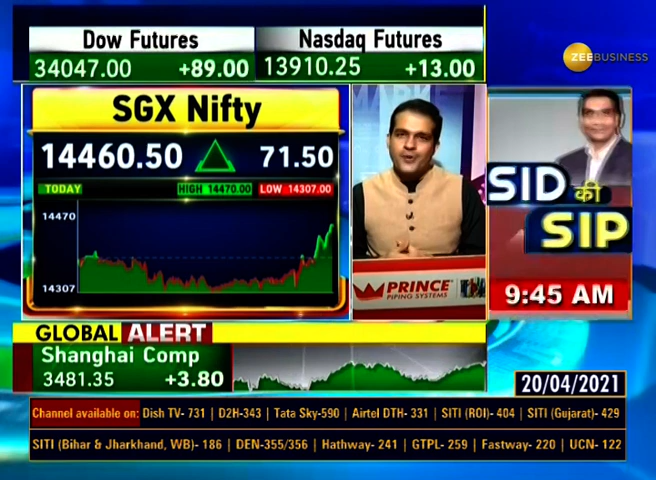 Dow Futures
34047.00 +89.00
Nasdaq Futures
13910.25 +13.00
ZEE BUSINESS
SGX Nifty
14460.50 71.50
TODAY HIGH 14470.00 LOW 14307.00
14470
14307
MARKE
PRINCE
PIPING SYSTEMS
SID की
SIP
9:45 AM
GLOBAL ALERT
Shanghai Comp
3481.35 +3.80
20/04/2021
Channel available on: Dish TV- 731 | D2H-343 | Tata Sky-590 | Airtel DTH- 331 | SITI (ROI)- 404 | SITI (Gujarat)- 429
SITI (Bihar & Jharkhand, WB)- 186 | DEN-355/356 | Hathway- 241 | GTPL- 259 | Fastway- 220 | UCN- 122